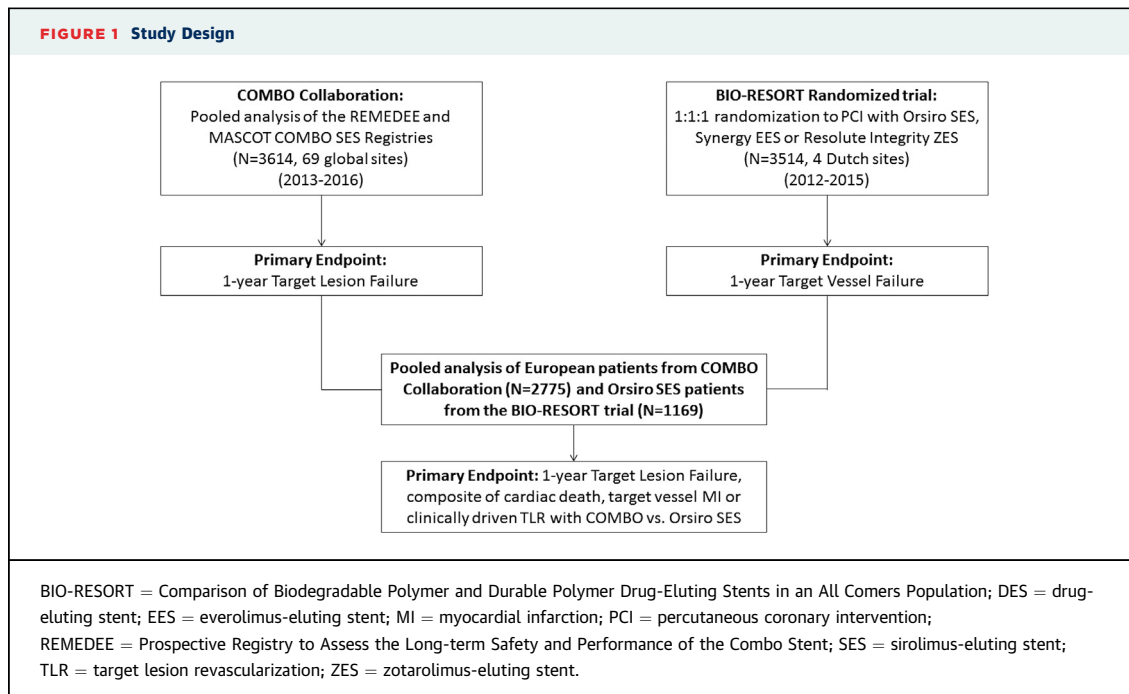 FIGURE 1 Study Design
COMBO Collaboration:
Pooled analysis of the REMEDEE and
MASCOT COMBO SES Registries
(N=3614, 69 global sites)
(2013-2016)
BIO-RESORT Randomized trial:
1:1:1 randomization to PCI with Orsiro SES,
Synergy EES or Resolute Integrity ZES
(N=3514, 4 Dutch sites)
(2012-2015)
Primary Endpoint:
1-year Target Lesion Failure
Primary Endpoint:
1-year Target Vessel Failure
Pooled analysis of European patients from COMBO
Collaboration (N=2775) and Orsiro SES patients
from the BIO-RESORT trial (N=1169)
Primary Endpoint: 1-year Target Lesion Failure,
composite of cardiac death, target vessel MI or
clinically driven TLR with COMBO vs. Orsiro SES
BIO-RESORT = Comparison of Biodegradable Polymer and Durable Polymer Drug-Eluting Stents in an All Comers Population; DES = drug-
eluting stent; EES = everolimus-eluting stent; MI = myocardial infarction; PCI = percutaneous coronary intervention;
REMEDEE = Prospective Registry to Assess the Long-term Safety and Performance of the Combo Stent; SES = sirolimus-eluting stent;
TLR = target lesion revascularization; ZES = zotarolimus-eluting stent.